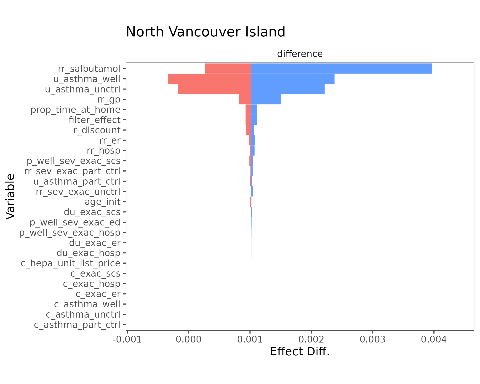 North Vancouver Island
difference
rr_salbutamol
u_asthma_well
u_asthma_unctrl
rr_gp
prop_time_at_home
filter_effect
r_discount
rr_er
rr_hosp
p_well_sev_exac_scs
rr_sev_exac_part_ctrl
u_asthma_part_ctrl
rr_sev_exac_unctrl
age_init
du_exac_scs
p_well_sev_exac_ed
p_well_sev_exac_hosp
du_exac_er
du_exac_hosp
c_hepa_unit_list_price
c_exac_scs
c_exac_hosp
c_exac_er
c_asthma_well
c_asthma_unctrl
c_asthma_part_ctrl
Variable
-0.001 0.000 0.001 0.002 0.003 0.004
Effect Diff.